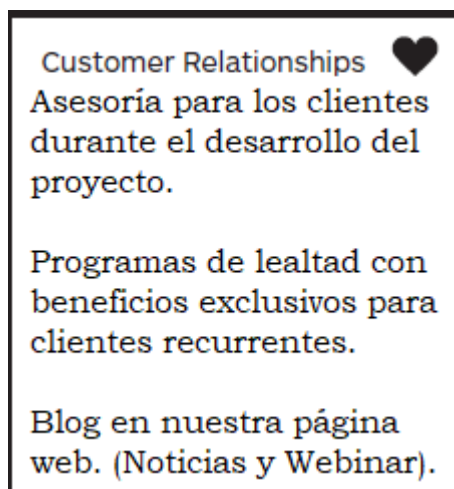 Customer Relationships
Asesoría para los clientes
durante el desarrollo del
proyecto.
Programas de lealtad con
beneficios exclusivos para
clientes recurrentes.
Blog en nuestra página
web. (Noticias y Webinar).